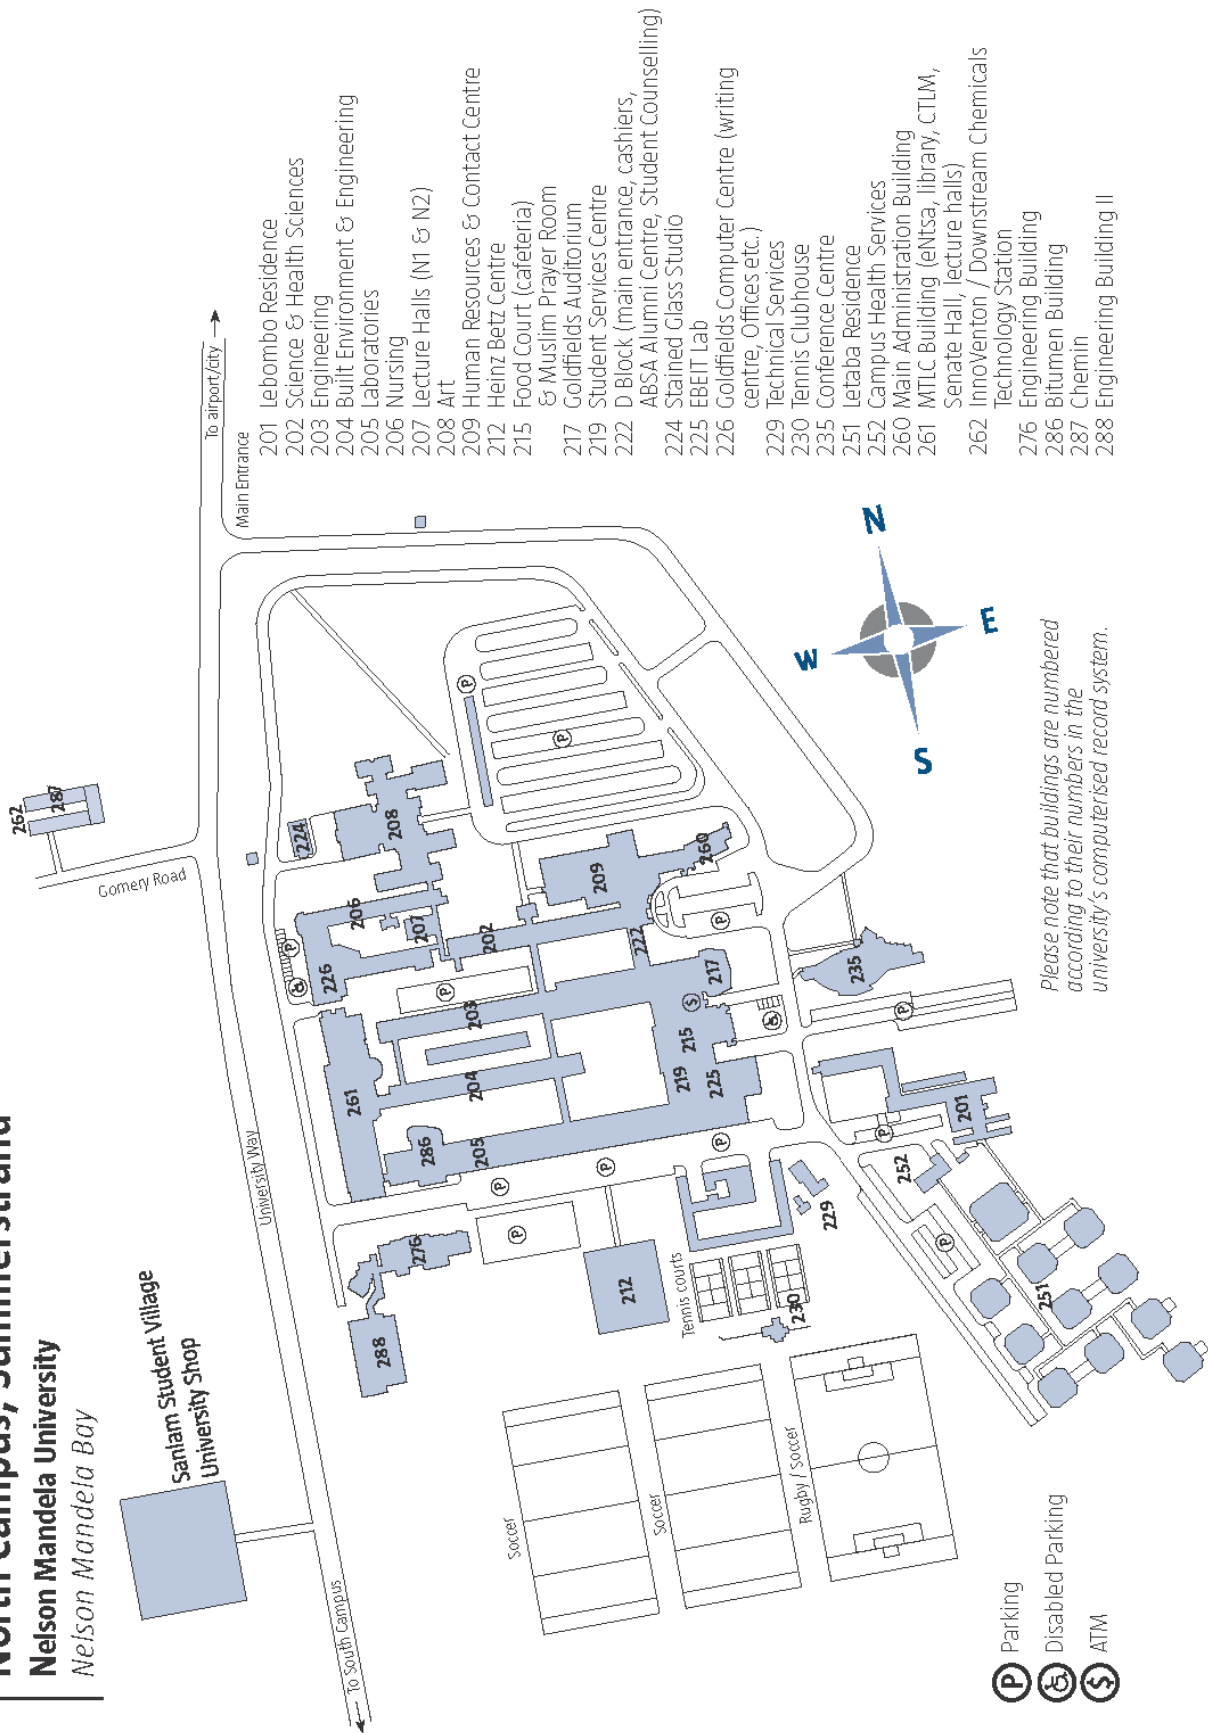 North Campus, Summerstrand
Nelson Mandela University
Nelson Mandela Bay
Sanlam Student Village
University Shop
To South Campus
University Way
Gomery Road
To airport/city
Main Entrance
262
287
224
208
206
207
226
202
209
260
222
217
235
203
204
261
215
219
225
286
205
276
288
212
229
230
252
201
251
Tennis courts
Soccer
Soccer
Rugby / Soccer
P
P
P
P
P
P
P
P
P
P
P
P
P
$
N
E
S
W
201 Lebombo Residence
202 Science & Health Sciences
203 Engineering
204 Built Environment & Engineering
205 Laboratories
206 Nursing
207 Lecture Halls (N1 & N2)
208 Art
209 Human Resources & Contact Centre
212 Heinz Betz Centre
215 Food Court (cafeteria)
& Muslim Prayer Room
217 Goldfields Auditorium
219 Student Services Centre
222 D Block (main entrance, cashiers,
ABSA Alumni Centre, Student Counselling)
224 Stained Glass Studio
225 EBEIT Lab
226 Goldfields Computer Centre (writing
centre, Offices etc.)
229 Technical Services
230 Tennis Clubhouse
235 Conference Centre
251 Letaba Residence
252 Campus Health Services
260 Main Administration Building
261 MTLC Building (eNtsa, library, CTLM,
Senate Hall, lecture halls)
262 InnoVenton / Downstream Chemicals
Technology Station
276 Engineering Building
286 Bitumen Building
287 Chemin
288 Engineering Building II
Please note that buildings are numbered
according to their numbers in the
university's computerised record system.
P Parking
Disabled Parking
$ ATM